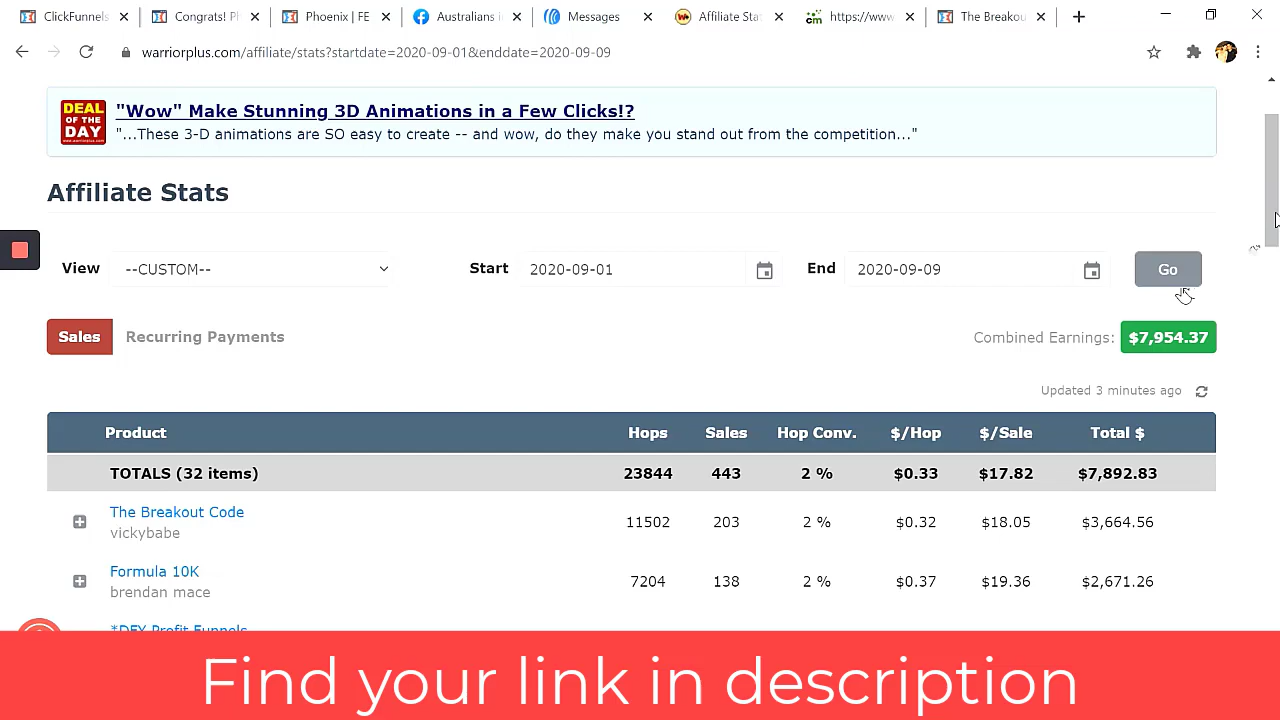 ClickFunnels
Congrats! P
Phoenix | FE
Australians i
Messages
Affiliate Sta
https://www
The Breakou
warriorplus.com/affiliate/stats?startdate=2020-09-01&enddate=2020-09-09
DEAL OF THE DAY
www.warriorplus.com
"Wow" Make Stunning 3D Animations in a Few Clicks!?
"...These 3-D animations are SO easy to create -- and wow, do they make you stand out from the competition..."
Affiliate Stats
View --CUSTOM-- Start 2020-09-01 End 2020-09-09 Go
Sales Recurring Payments Combined Earnings: $7,954.37
Updated 3 minutes ago
Product Hops Sales Hop Conv. $/Hop $/Sale Total $
TOTALS (32 items) 23844 443 2 % $0.33 $17.82 $7,892.83
The Breakout Code 11502 203 2 % $0.32 $18.05 $3,664.56
vickybabe
Formula 10K 7204 138 2 % $0.37 $19.36 $2,671.26
brendan mace
*DFY Profit Funnels
Find your link in description